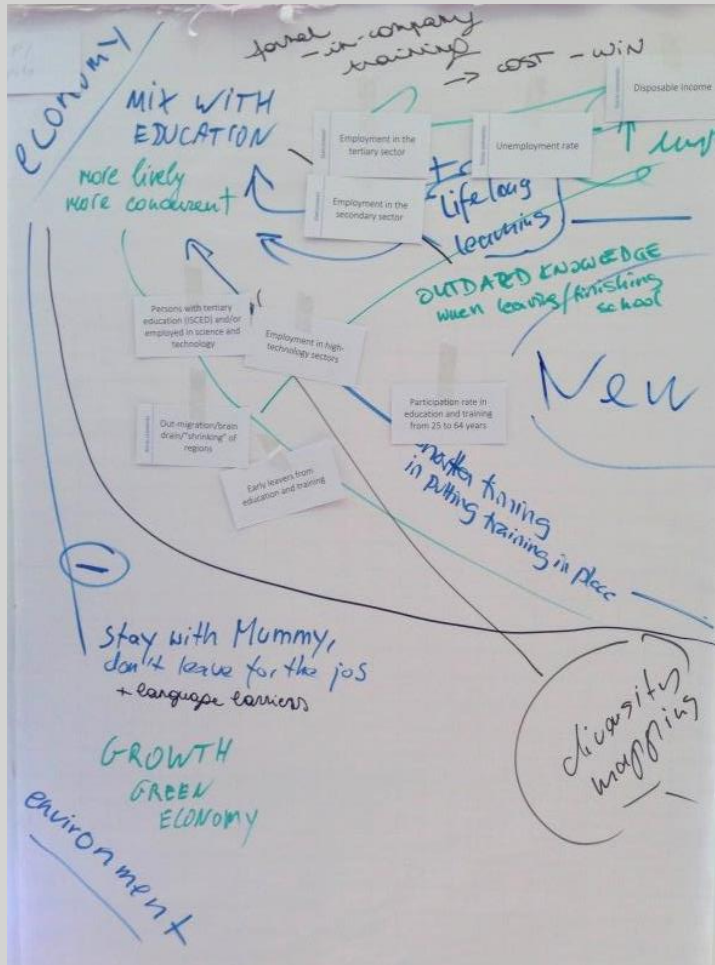 economy
formal
- in-company
training
→ COST - WIN
MIX WITH
EDUCATION
more lively
more concurrent
Employment in the
tertiary sector
Unemployment rate
Disposable income
Employment in the
secondary sector
lifelong
learning
OUTDARED KNOWLEDGE
when leaving/finishing
school
Persons with tertiary
education (ISCED) and/or
employed in science and
technology
Employment in high-
technology sectors
New
Participation rate in
education and training
from 25 to 64 years
Out-migration/brain
drain/"shrinking" of
regions
Early leavers from
education and training
timing
in putting training in place
stay with Mummy,
don't leave for the job
+ language barriers
diversity
mapping
GROWTH
GREEN
ECONOMY
environment